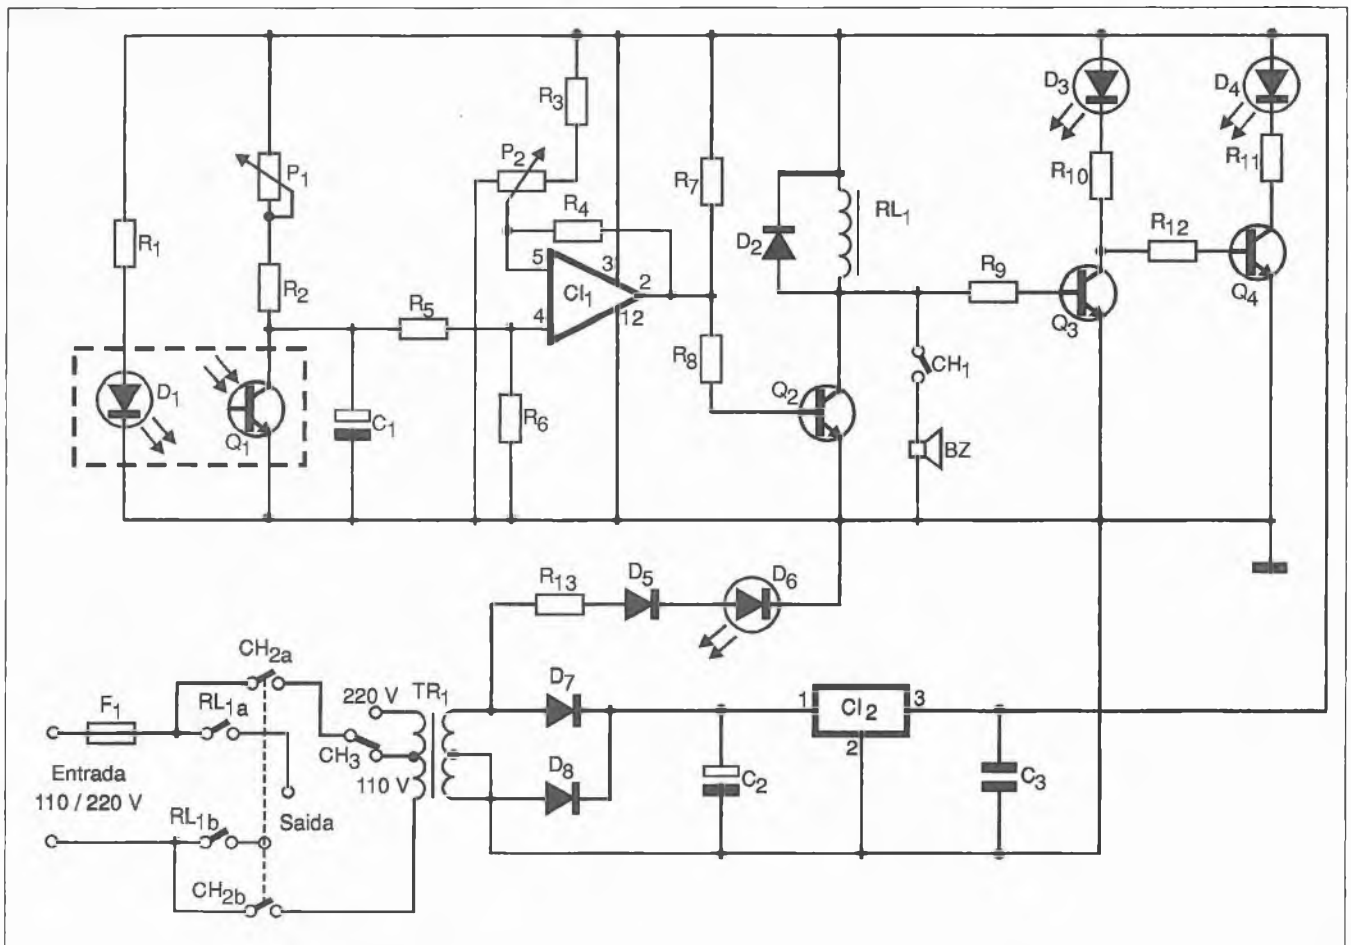 D3
D4
R3
P1
P2
R7
R10
R11
R1
R4
RL1
D2
R12
R2
5
3
CI1
2
4
12
R5
R9
Q3
Q4
D1
Q1
C1
R6
R8
Q2
CH1
BZ
R13
D5
D6
CH2a
F1
RL1a
220 V
TR1
D7
1
CI2
3
2
CH3
110 V
D8
C2
C3
Entrada
110 / 220 V
RL1b
Saida
CH2b